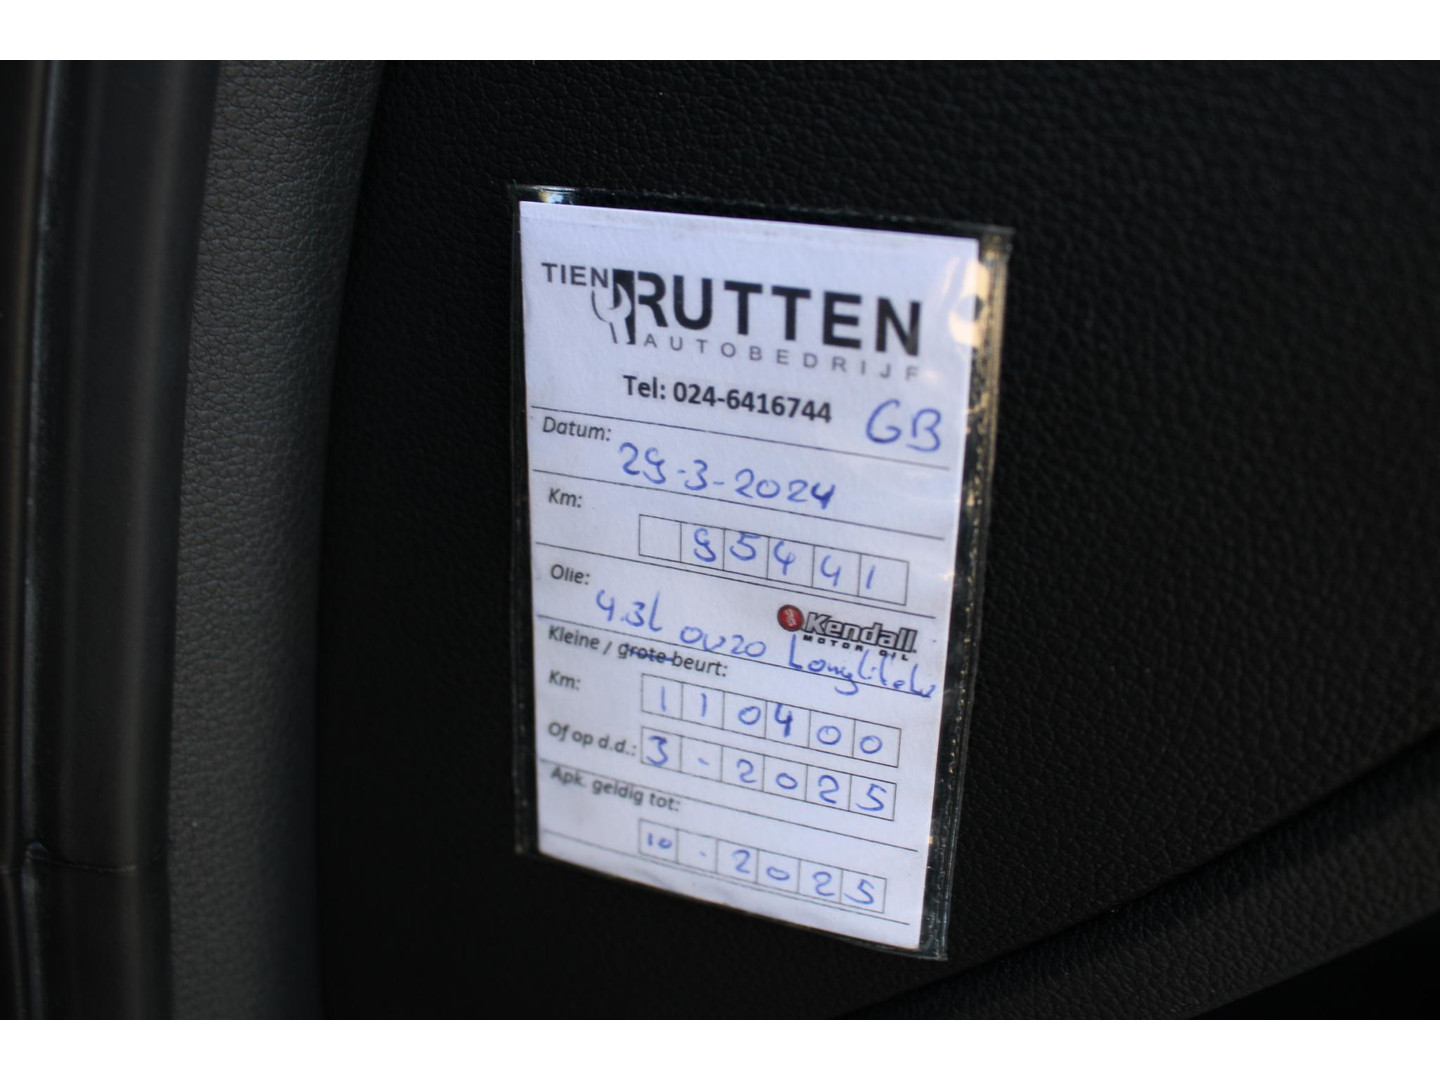 TIEN RUTTEN
AUTOBEDRIJF
Tel: 024-6416744 GB
Datum: 29-3-2024
Km: 95441
Olie: 4.3L 0W20 Longlife
Kendall
MOTOR OIL
Kleine / grote beurt:
Km: 110400
Of op d.d.: 3-2025
Apk. geldig tot:
10-2025